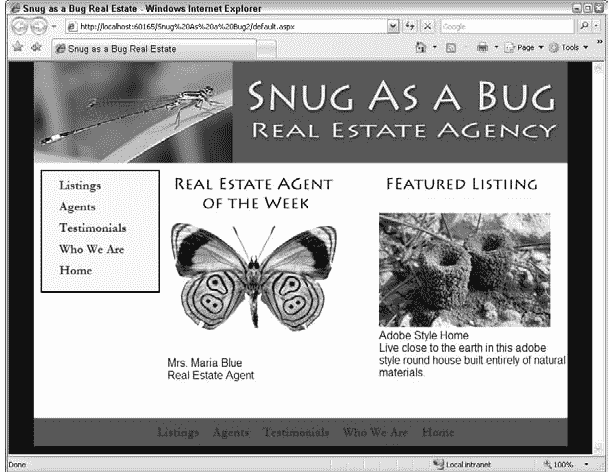 Snug as a Bug Real Estate - Windows Internet Explorer
http://localhost:60165/Snug%20As%20a%20Bug2/default.aspx
Google
Snug as a Bug Real Estate
Page
Tools
SNUG AS A BUG
REAL ESTATE AGENCY
Listings
Agents
Testimonials
Who We Are
Home
REAL ESTATE AGENT
OF THE WEEK
FEATURED LISTIING
Mrs. Maria Blue
Real Estate Agent
Adobe Style Home
Live close to the earth in this adobe
style round house built entirely of natural
materials.
Listings Agents Testimonials Who We Are Home
Done
Local intranet
100%